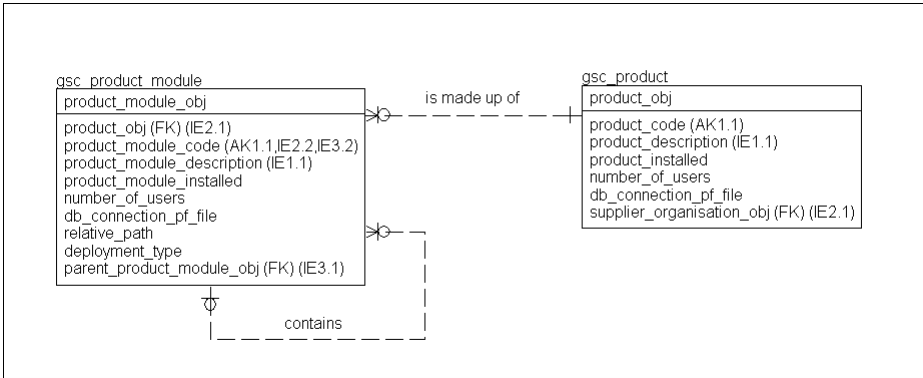 gsc_product_module
product_module_obj
product_obj (FK) (IE2.1)
product_module_code (AK1.1,IE2.2,IE3.2)
product_module_description (IE1.1)
product_module_installed
number_of_users
db_connection_pf_file
relative_path
deployment_type
parent_product_module_obj (FK) (IE3.1)
is made up of
contains
gsc_product
product_obj
product_code (AK1.1)
product_description (IE1.1)
product_installed
number_of_users
db_connection_pf_file
supplier_organisation_obj (FK) (IE2.1)